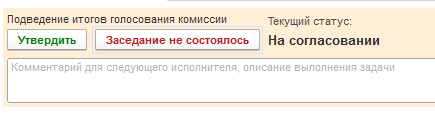 Подведение итогов голосования комиссии
Текущий статус:
Утвердить
Заседание не состоялось
На согласовании
Комментарий для следующего исполнителя, описание выполнения задачи